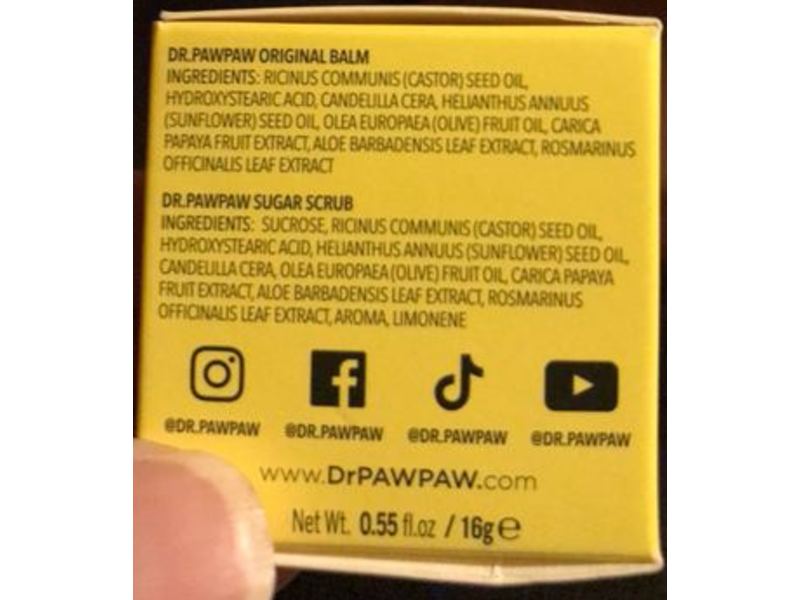 DR.PAWPAW ORIGINAL BALM
INGREDIENTS: RICINUS COMMUNIS (CASTOR) SEED OIL,
HYDROXYSTEARIC ACID, CANDELILLA CERA, HELIANTHUS ANNUUS
(SUNFLOWER) SEED OIL, OLEA EUROPAEA (OLIVE) FRUIT OIL, CARICA
PAPAYA FRUIT EXTRACT, ALOE BARBADENSIS LEAF EXTRACT, ROSMARINUS
OFFICINALIS LEAF EXTRACT
DR.PAWPAW SUGAR SCRUB
INGREDIENTS: SUCROSE, RICINUS COMMUNIS (CASTOR) SEED OIL,
HYDROXYSTEARIC ACID, HELIANTHUS ANNUUS (SUNFLOWER) SEED OIL,
CANDELILLA CERA, OLEA EUROPAEA (OLIVE) FRUIT OIL, CARICA PAPAYA
FRUIT EXTRACT, ALOE BARBADENSIS LEAF EXTRACT, ROSMARINUS
OFFICINALIS LEAF EXTRACT, AROMA, LIMONENE
@DR.PAWPAW @DR.PAWPAW @DR.PAWPAW @DR.PAWPAW
www.DrPAWPAW.com
Net Wt. 0.55 fl.oz / 16g ℮